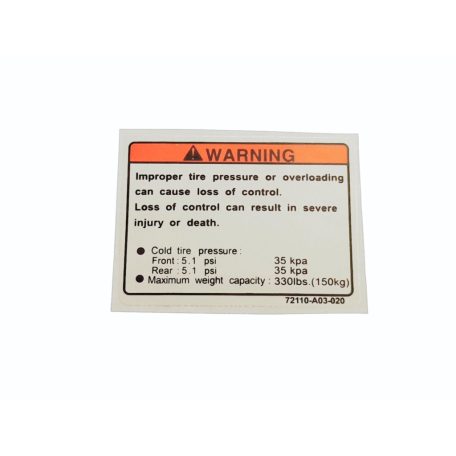 WARNING
Improper tire pressure or overloading
can cause loss of control.
Loss of control can result in severe
injury or death.
● Cold tire pressure:
Front: 5.1 psi 35 kpa
Rear: 5.1 psi 35 kpa
● Maximum weight capacity: 330lbs.(150kg)
72110-A03-020